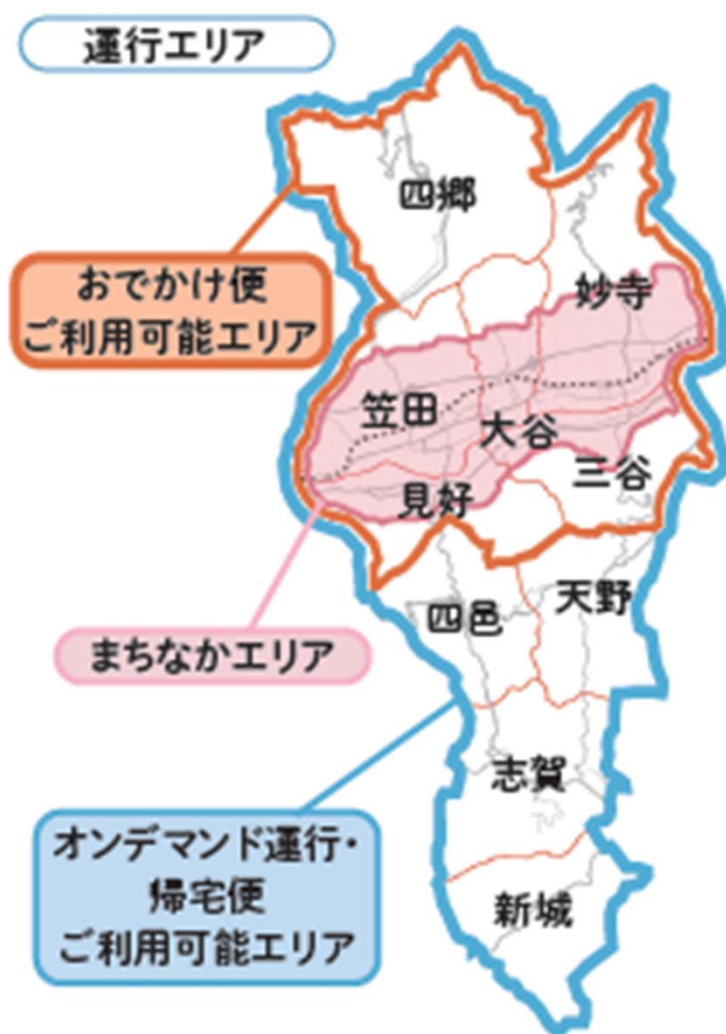 運行エリア
四郷
おでかけ便
ご利用可能エリア
妙寺
笠田
大谷
三谷
見好
天野
四邑
まちなかエリア
志賀
オンデマンド運行・
帰宅便
ご利用可能エリア
新城